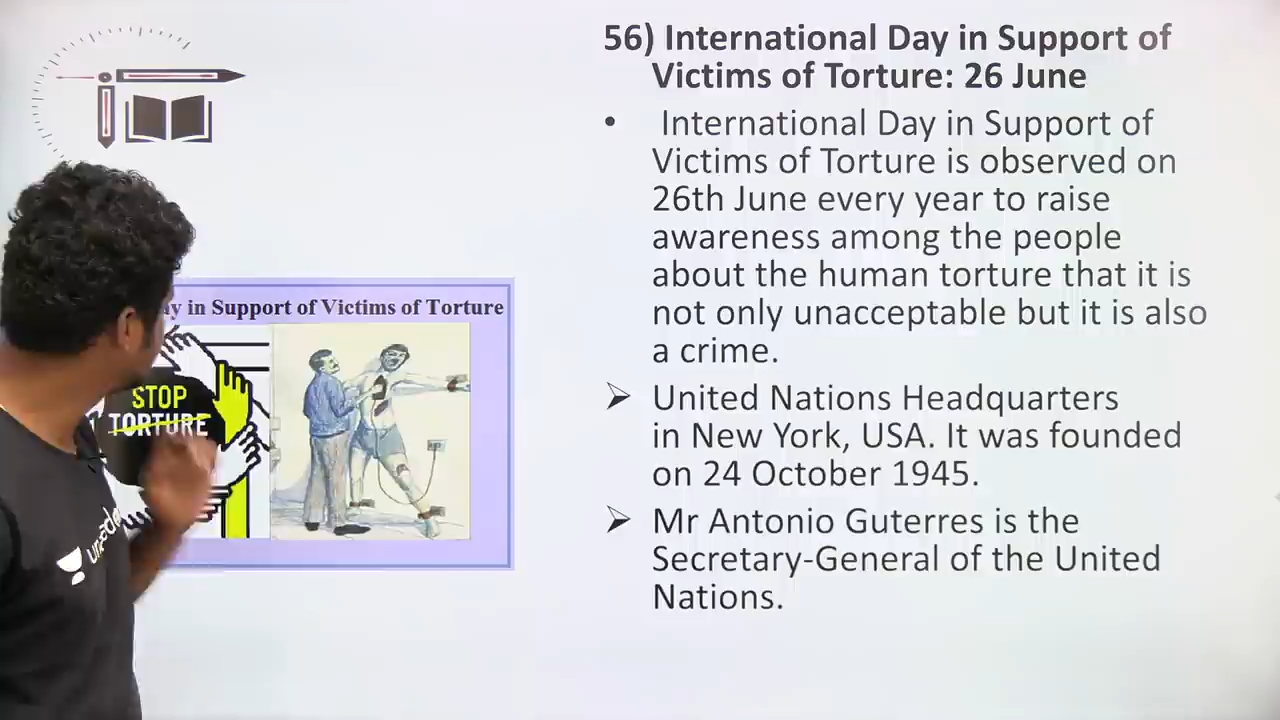 56) International Day in Support of
Victims of Torture: 26 June
• International Day in Support of
Victims of Torture is observed on
26th June every year to raise
awareness among the people
about the human torture that it is
not only unacceptable but it is also
a crime.
➢ United Nations Headquarters
in New York, USA. It was founded
on 24 October 1945.
➢ Mr Antonio Guterres is the
Secretary-General of the United
Nations.
in Support of Victims of Torture
STOP
TORTURE